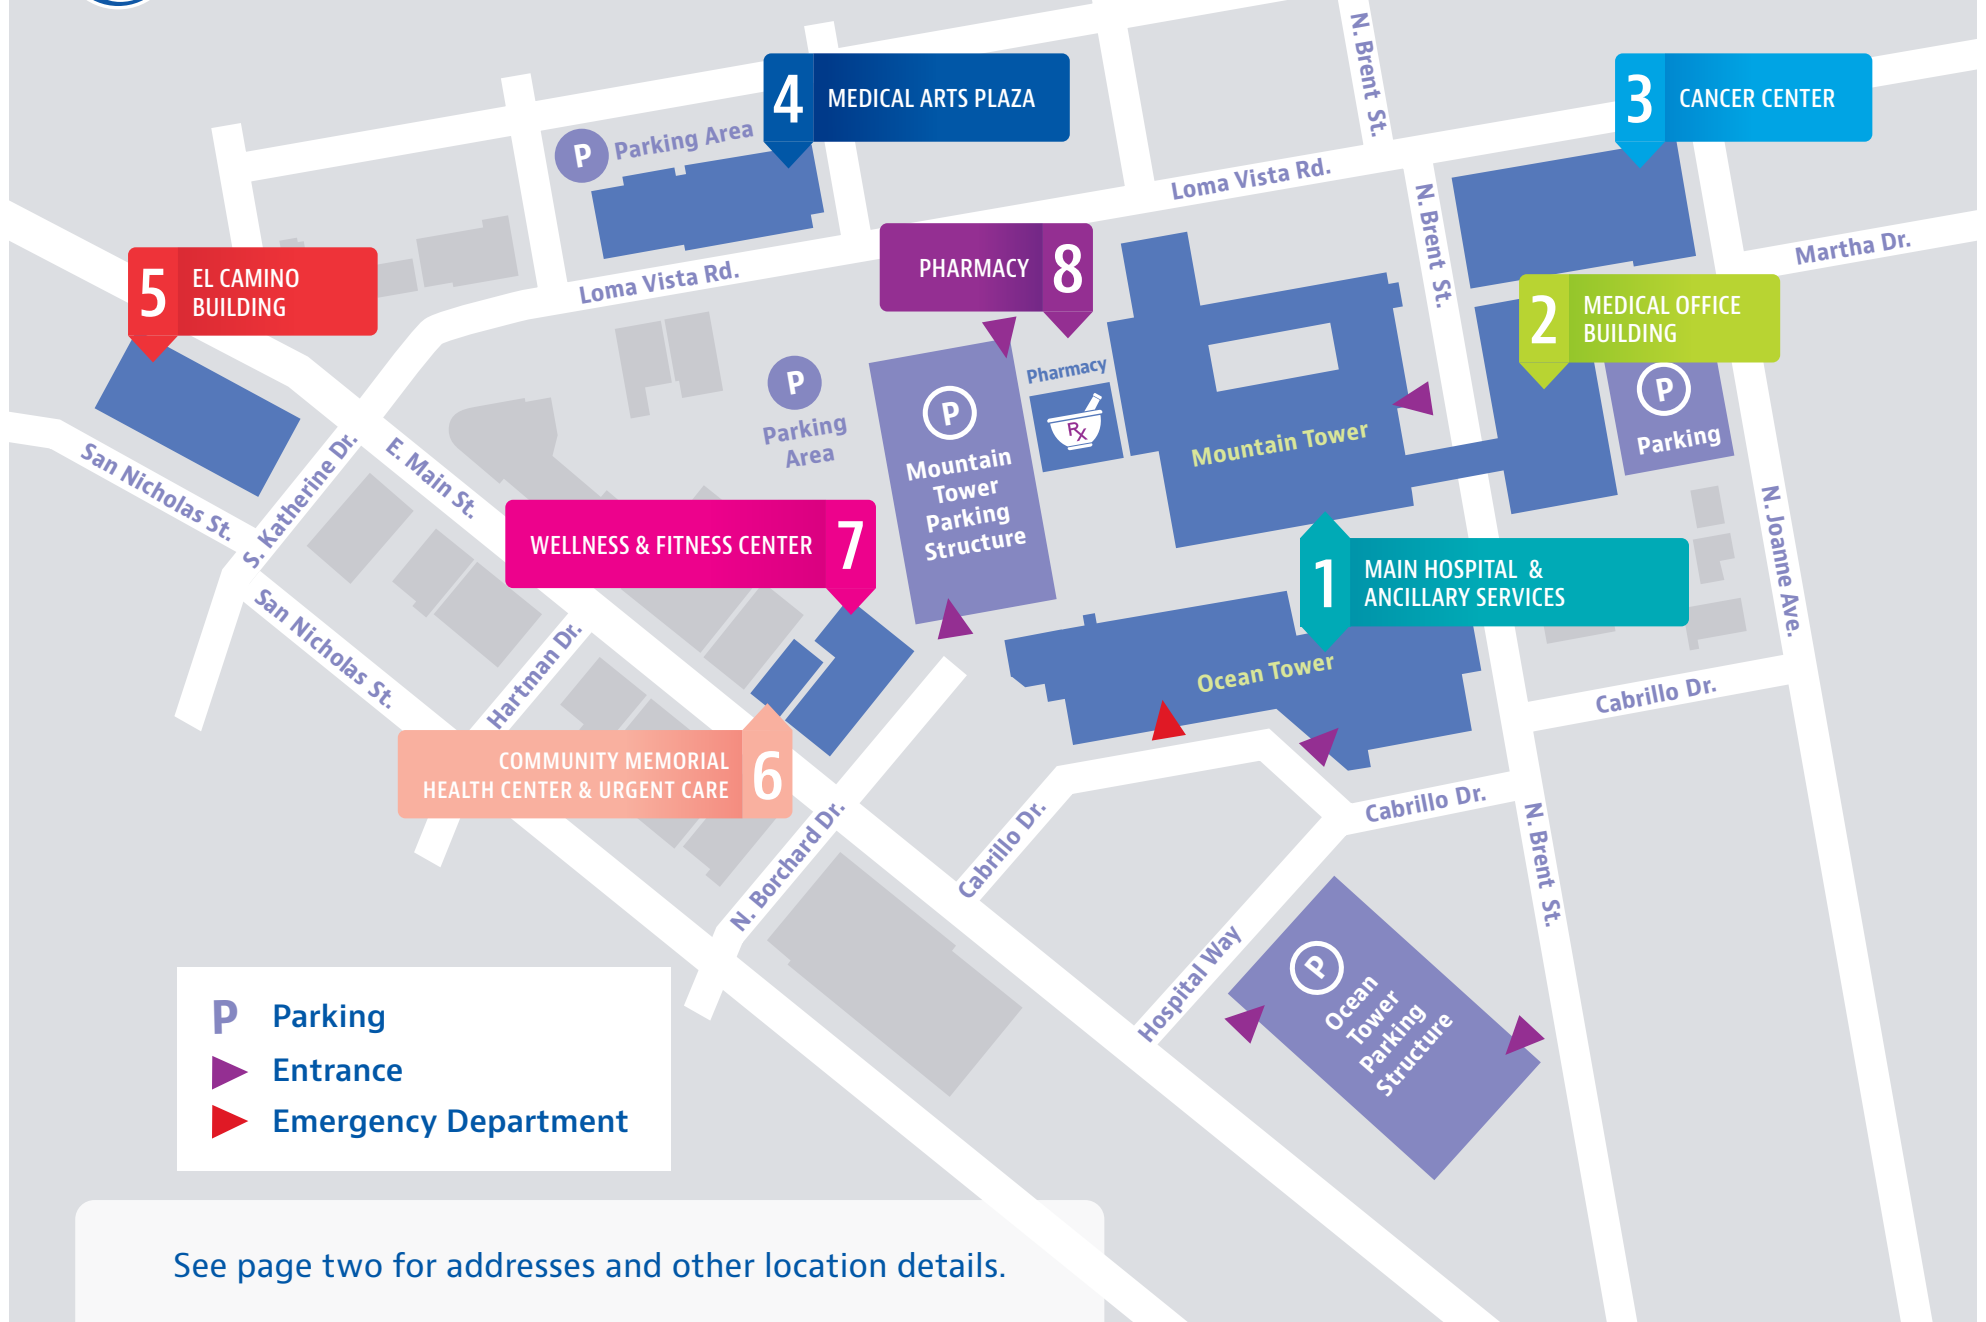 N. Brent St.
4
MEDICAL ARTS PLAZA
3
CANCER CENTER
P
Parking Area
Loma Vista Rd.
N. Brent St.
Martha Dr.
5
EL CAMINO
BUILDING
Loma Vista Rd.
PHARMACY
8
2
MEDICAL OFFICE
BUILDING
P
Parking
Area
Pharmacy
Rx
P
Mountain
Tower
Parking
Structure
Mountain Tower
P
Parking
San Nicholas St.
S. Katherine Dr.
E. Main St.
WELLNESS & FITNESS CENTER
7
1
MAIN HOSPITAL &
ANCILLARY SERVICES
N. Joanne Ave.
San Nicholas St.
Hartman Dr.
Ocean Tower
Cabrillo Dr.
COMMUNITY MEMORIAL
HEALTH CENTER & URGENT CARE
6
N. Borchard Dr.
Cabrillo Dr.
Cabrillo Dr.
N. Brent St.
Hospital Way
P
Ocean
Tower
Parking
Structure
P Parking
Entrance
Emergency Department
See page two for addresses and other location details.